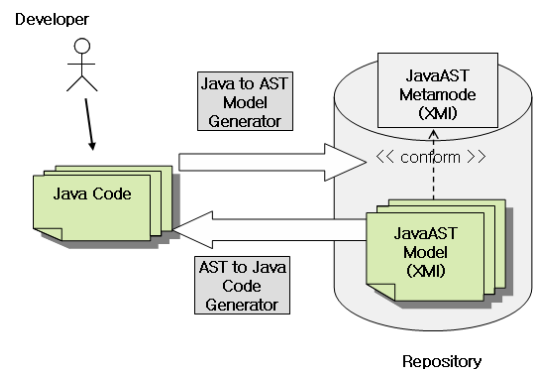 Developer
Java to AST
Model
Generator
JavaAST
Metamode
(XMI)
<< conform >>
Java Code
JavaAST
Model
(XMI)
AST to Java
Code
Generator
Repository